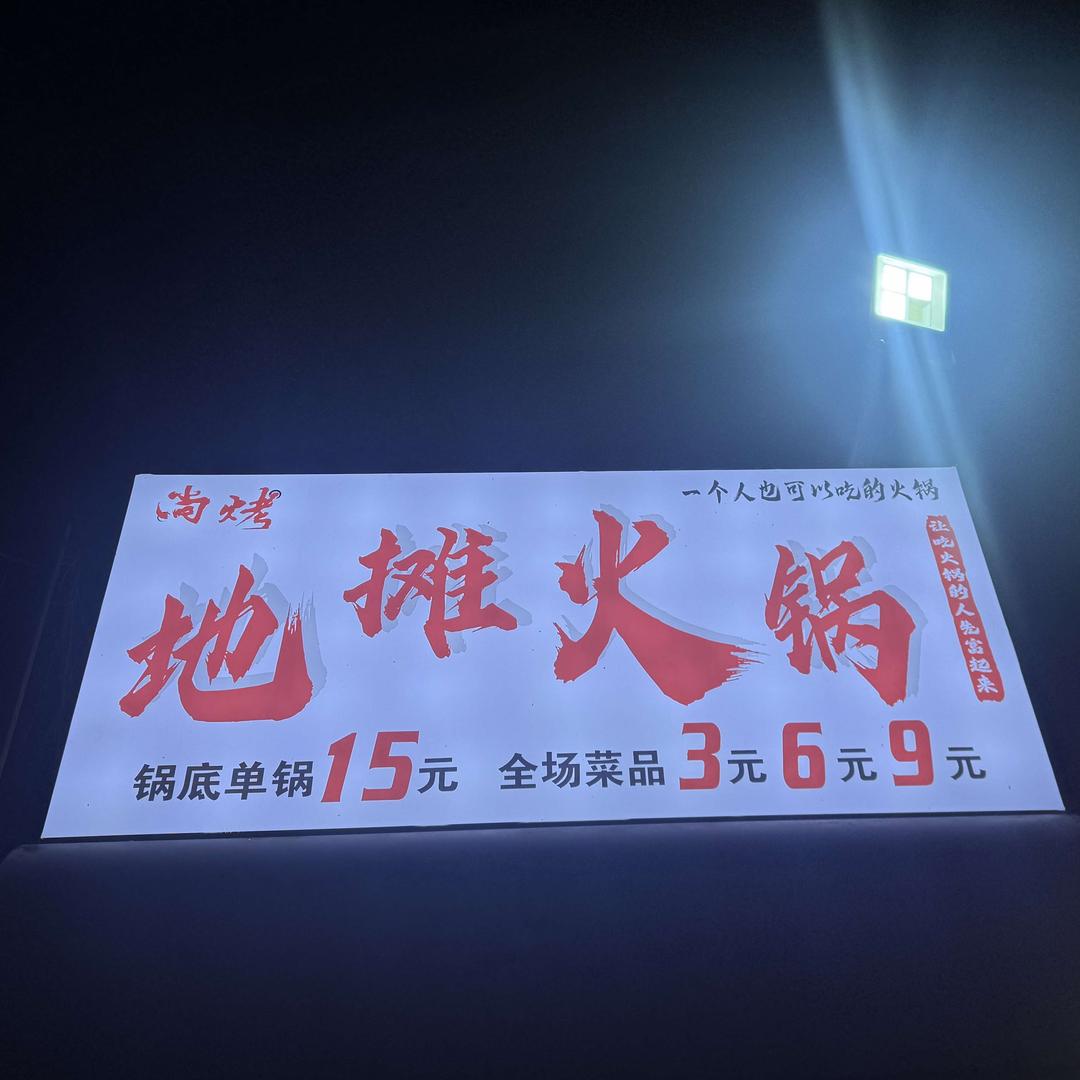 尚烤
一个人也可以吃的火锅
地摊火锅
让吃火锅的人先富起来
锅底单锅15元 全场菜品3元6元9元